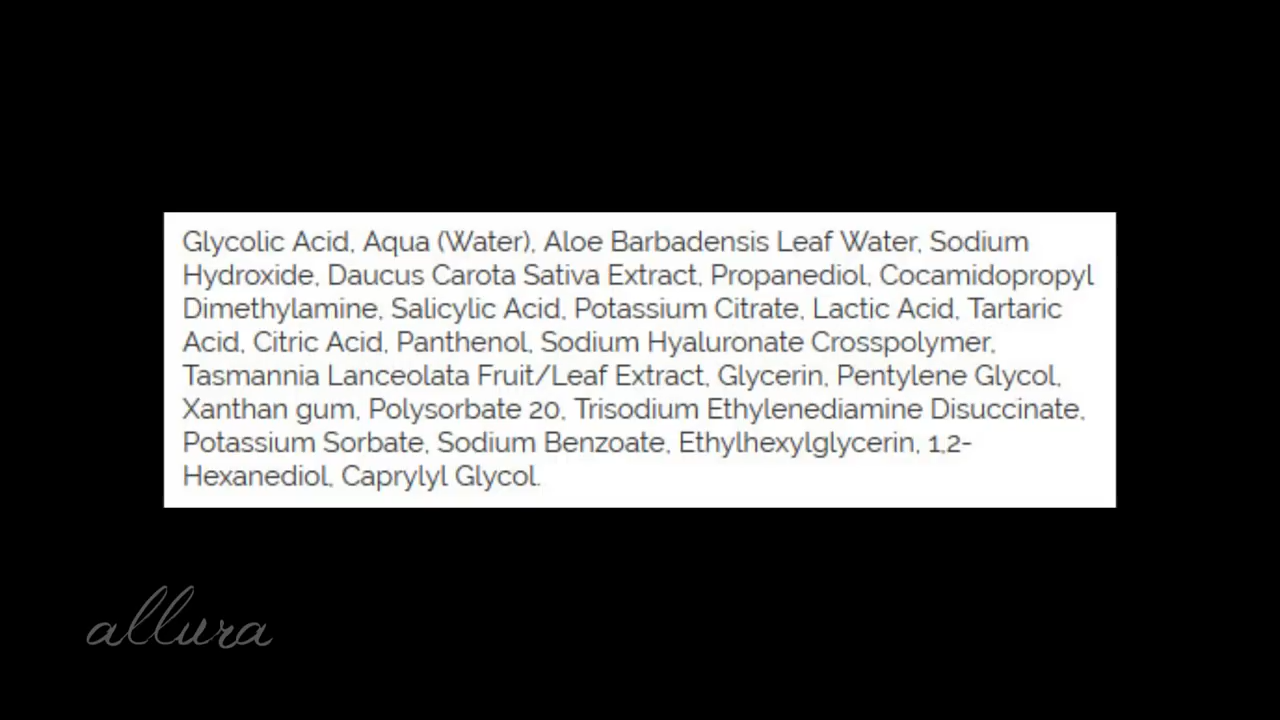 Glycolic Acid, Aqua (Water), Aloe Barbadensis Leaf Water, Sodium
Hydroxide, Daucus Carota Sativa Extract, Propanediol, Cocamidopropyl
Dimethylamine, Salicylic Acid, Potassium Citrate, Lactic Acid, Tartaric
Acid, Citric Acid, Panthenol, Sodium Hyaluronate Crosspolymer,
Tasmannia Lanceolata Fruit/Leaf Extract, Glycerin, Pentylene Glycol,
Xanthan gum, Polysorbate 20, Trisodium Ethylenediamine Disuccinate,
Potassium Sorbate, Sodium Benzoate, Ethylhexylglycerin, 1,2-
Hexanediol, Caprylyl Glycol.
allura